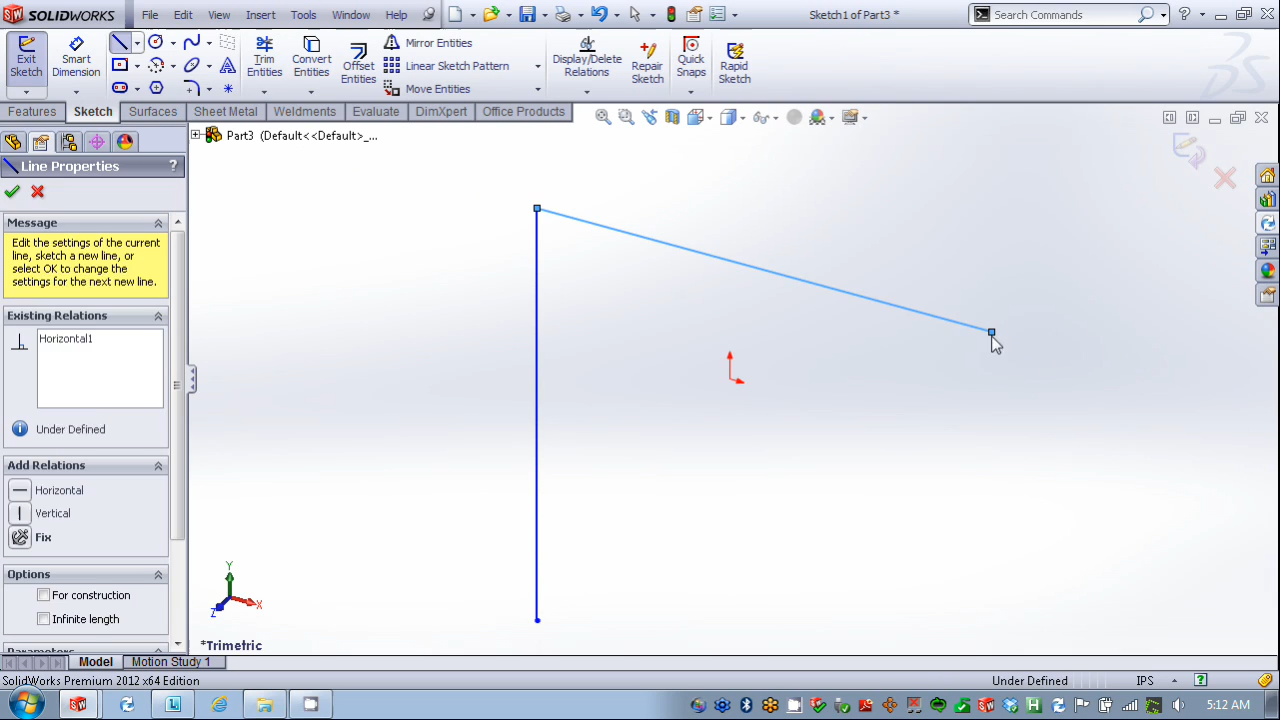 SW SOLIDWORKS File Edit View Insert Tools Window Help Sketch1 of Part3 * Search Commands ?
Exit Sketch Smart Dimension Trim Entities Convert Entities Offset Entities Mirror Entities Linear Sketch Pattern Move Entities Display/Delete Relations Repair Sketch Quick Snaps Rapid Sketch
Features Sketch Surfaces Sheet Metal Weldments Evaluate DimXpert Office Products
Part3 (Default<<Default>_...
Line Properties ?
Message
Edit the settings of the current
line, sketch a new line, or
select OK to change the
settings for the next new line.
Existing Relations
Horizontal1
Under Defined
Add Relations
Horizontal
Vertical
Fix
Options
For construction
Infinite length
Y
X
Z
*Trimetric
Model Motion Study 1
SolidWorks Premium 2012 x64 Edition Under Defined IPS ?
5:12 AM